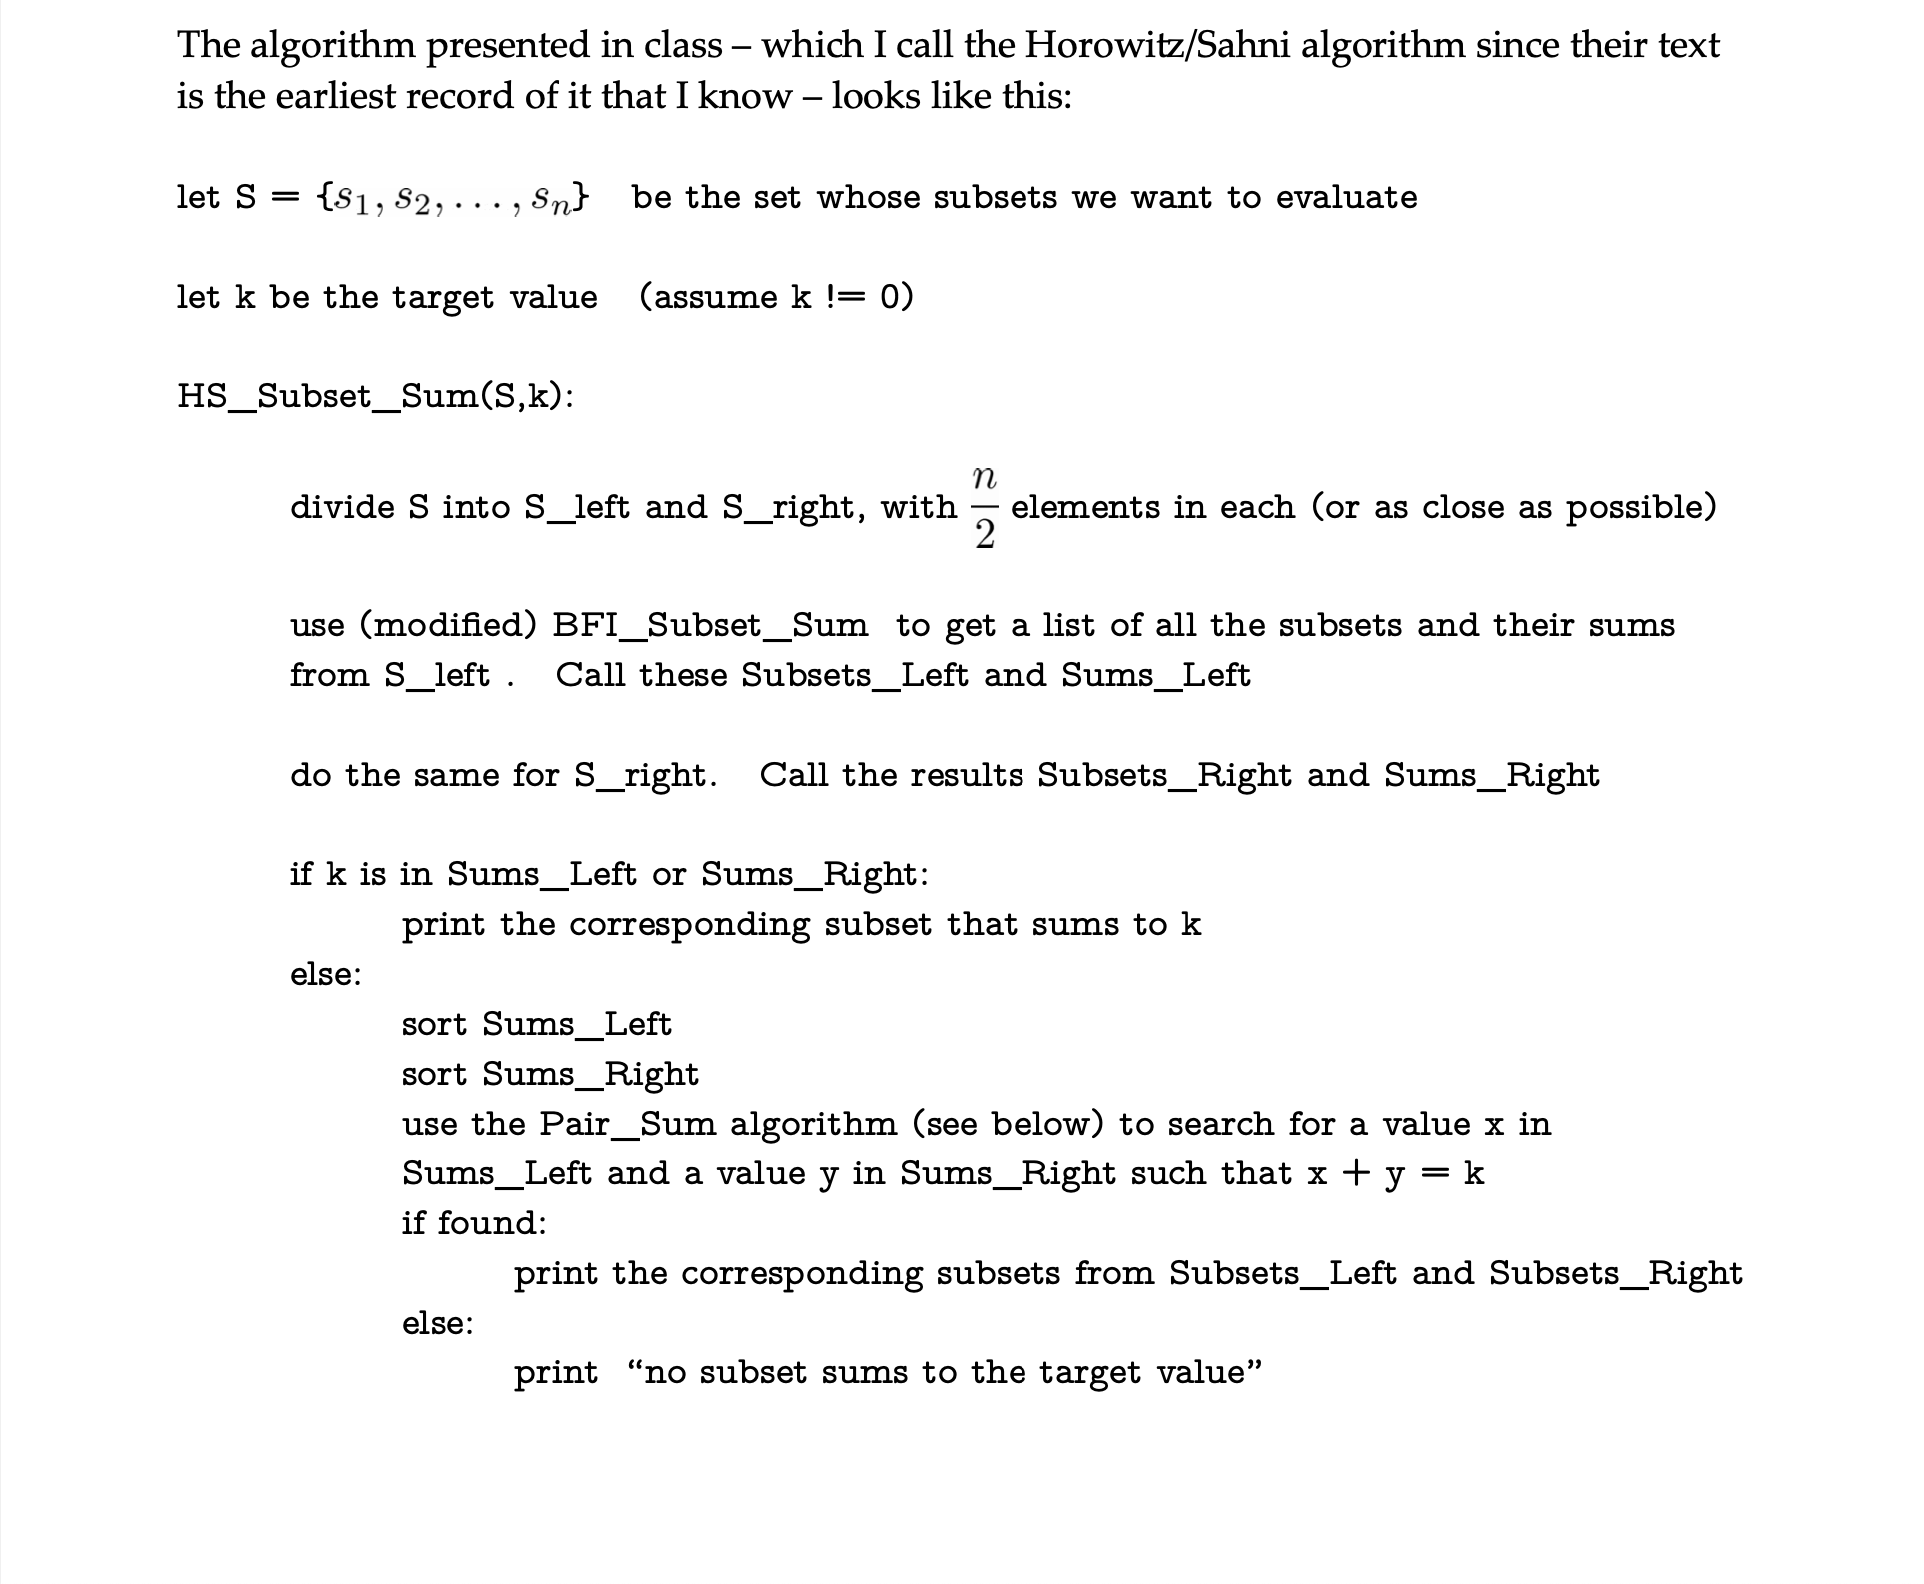 The algorithm presented in class – which I call the Horowitz/Sahni algorithm since their text
is the earliest record of it that I know – looks like this:
let S = {s₁, s₂, . . . , sₙ} be the set whose subsets we want to evaluate
let k be the target value (assume k != 0)
HS_Subset_Sum(S,k):
divide S into S_left and S_right, with n/2 elements in each (or as close as possible)
use (modified) BFI_Subset_Sum to get a list of all the subsets and their sums
from S_left . Call these Subsets_Left and Sums_Left
do the same for S_right. Call the results Subsets_Right and Sums_Right
if k is in Sums_Left or Sums_Right:
print the corresponding subset that sums to k
else:
sort Sums_Left
sort Sums_Right
use the Pair_Sum algorithm (see below) to search for a value x in
Sums_Left and a value y in Sums_Right such that x + y = k
if found:
print the corresponding subsets from Subsets_Left and Subsets_Right
else:
print “no subset sums to the target value”